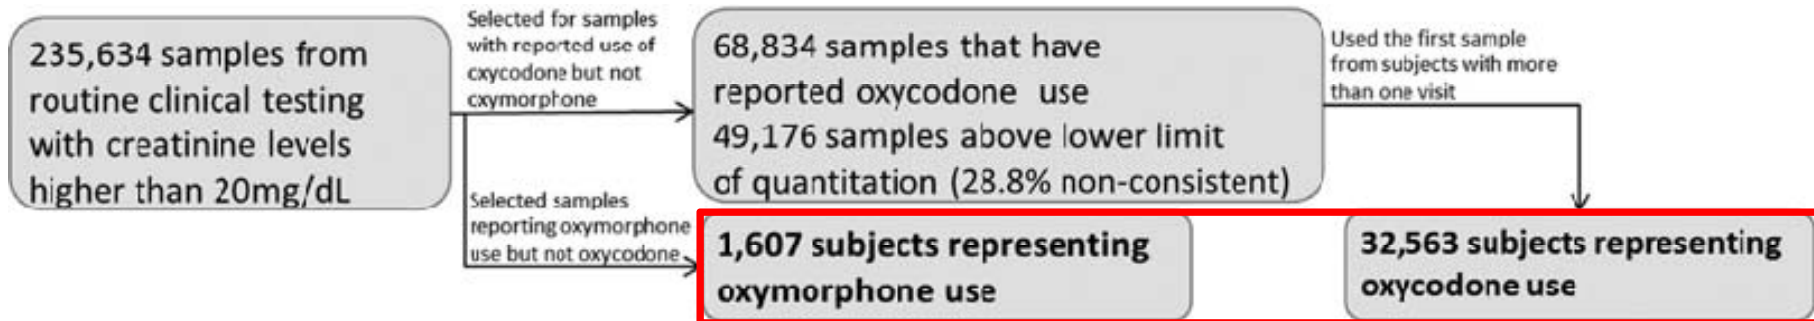 235,634 samples from
routine clinical testing
with creatinine levels
higher than 20mg/dL
Selected for samples
with reported use of
cxycodone but not
cxymorphone
68,834 samples that have
reported oxycodone use
49,176 samples above lower limit
of quantitation (28.8% non-consistent)
Used the first sample
from subjects with more
than one visit
Selected samples
reporting oxymorphone
use but not oxycodone
1,607 subjects representing
oxymorphone use
32,563 subjects representing
oxycodone use